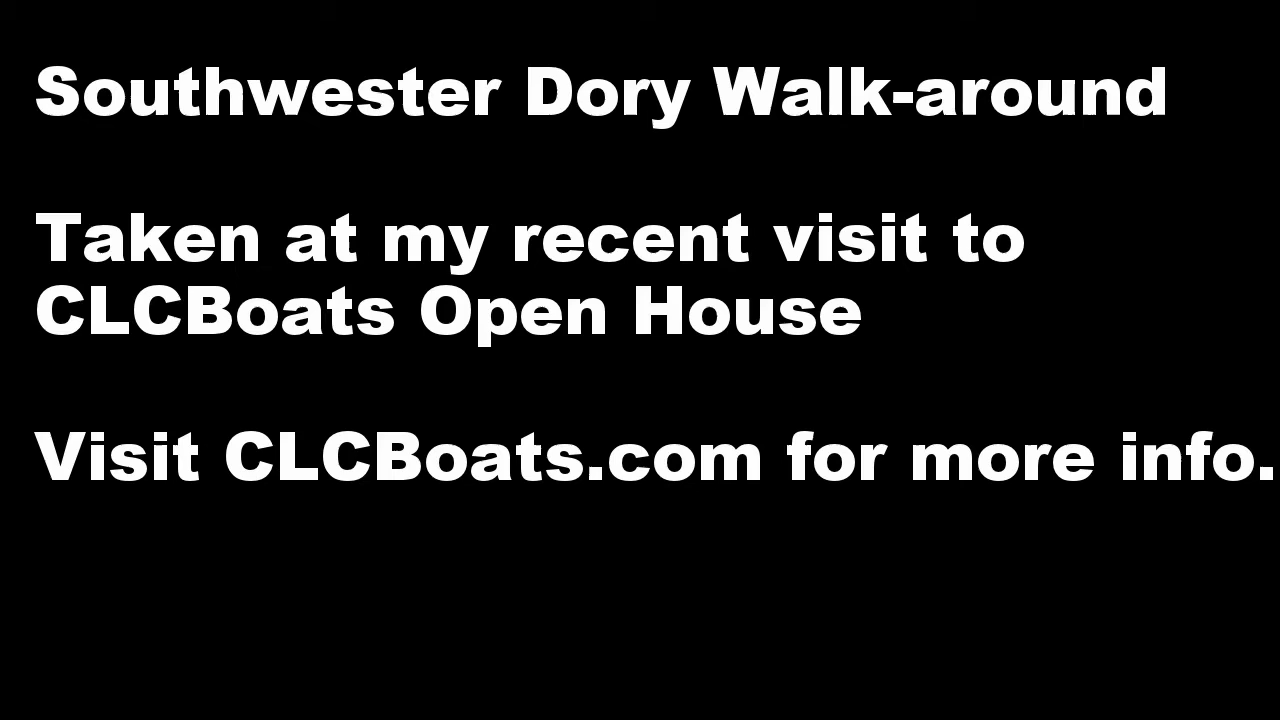 Southwester Dory Walk-around
Taken at my recent visit to
CLCBoats Open House
Visit CLCBoats.com for more info.